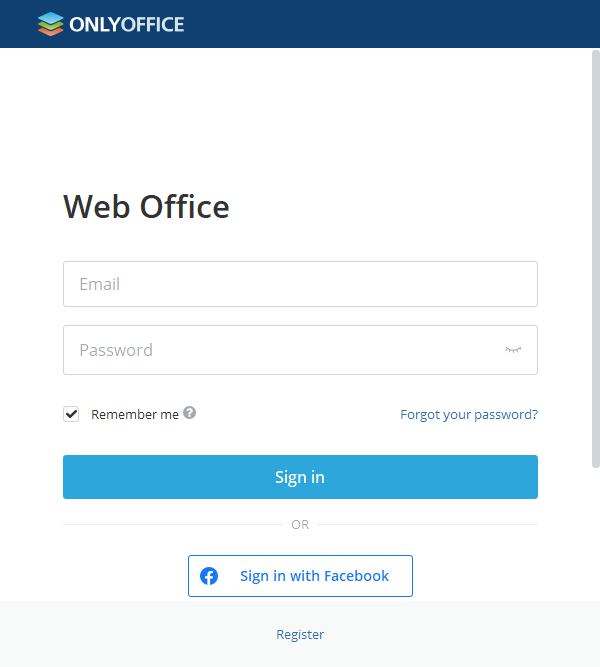 ONLYOFFICE
Web Office
Email
Password
Remember me ?
Forgot your password?
Sign in
OR
Sign in with Facebook
Register